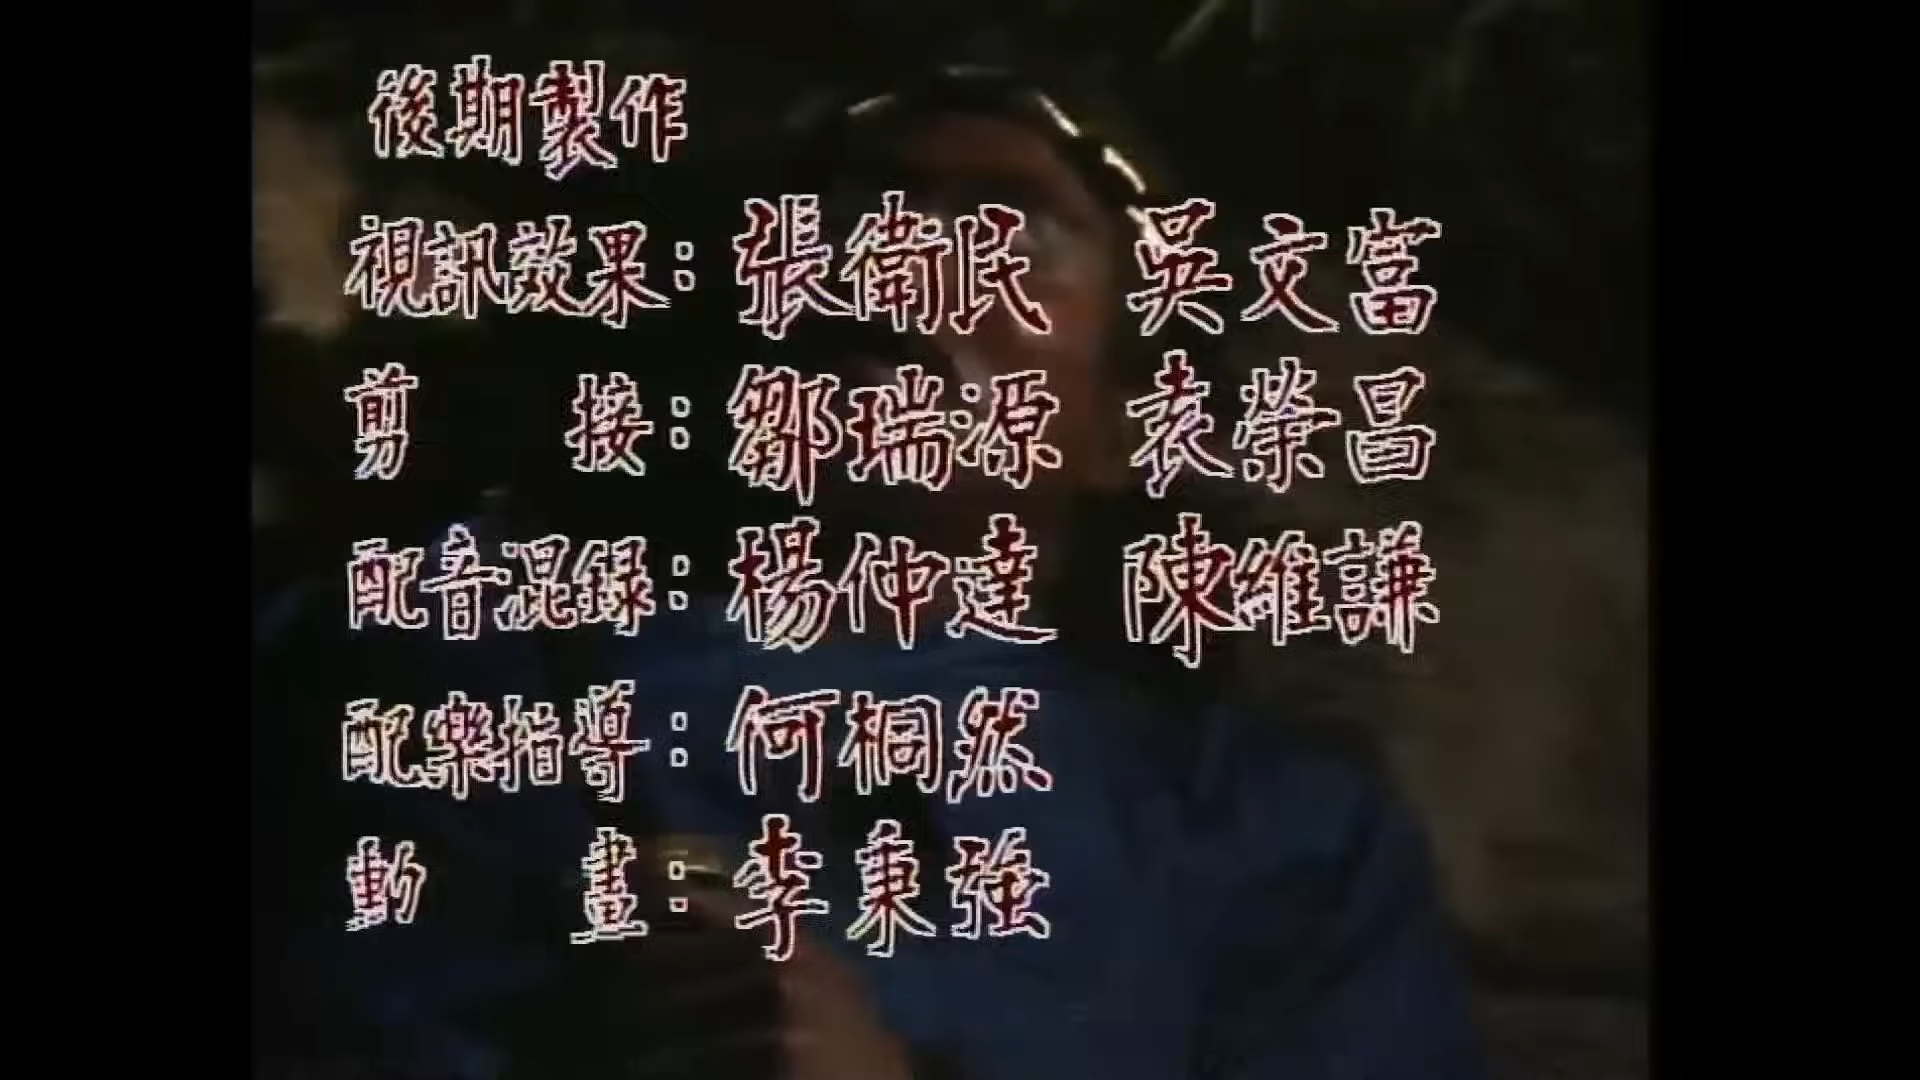 後期製作
視訊效果：張衛民 吳文富
剪 接：鄒瑞源 袁榮昌
配音混錄：楊仲達 陳維謙
配樂指導：何桐然
動 畫：李秉強